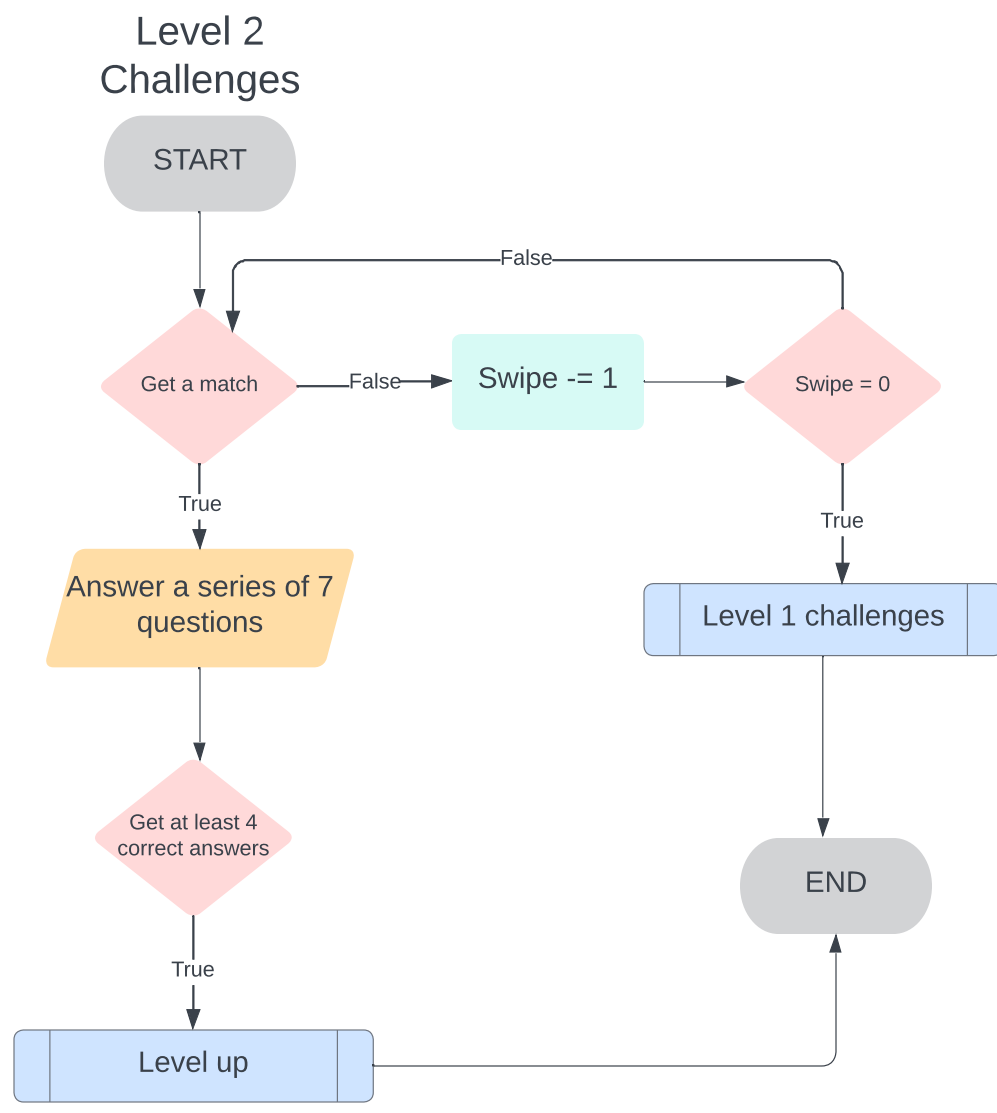 Level 2
Challenges
START
False
Get a match
False
Swipe -= 1
Swipe = 0
True
True
Answer a series of 7
questions
Level 1 challenges
Get at least 4
correct answers
END
True
Level up